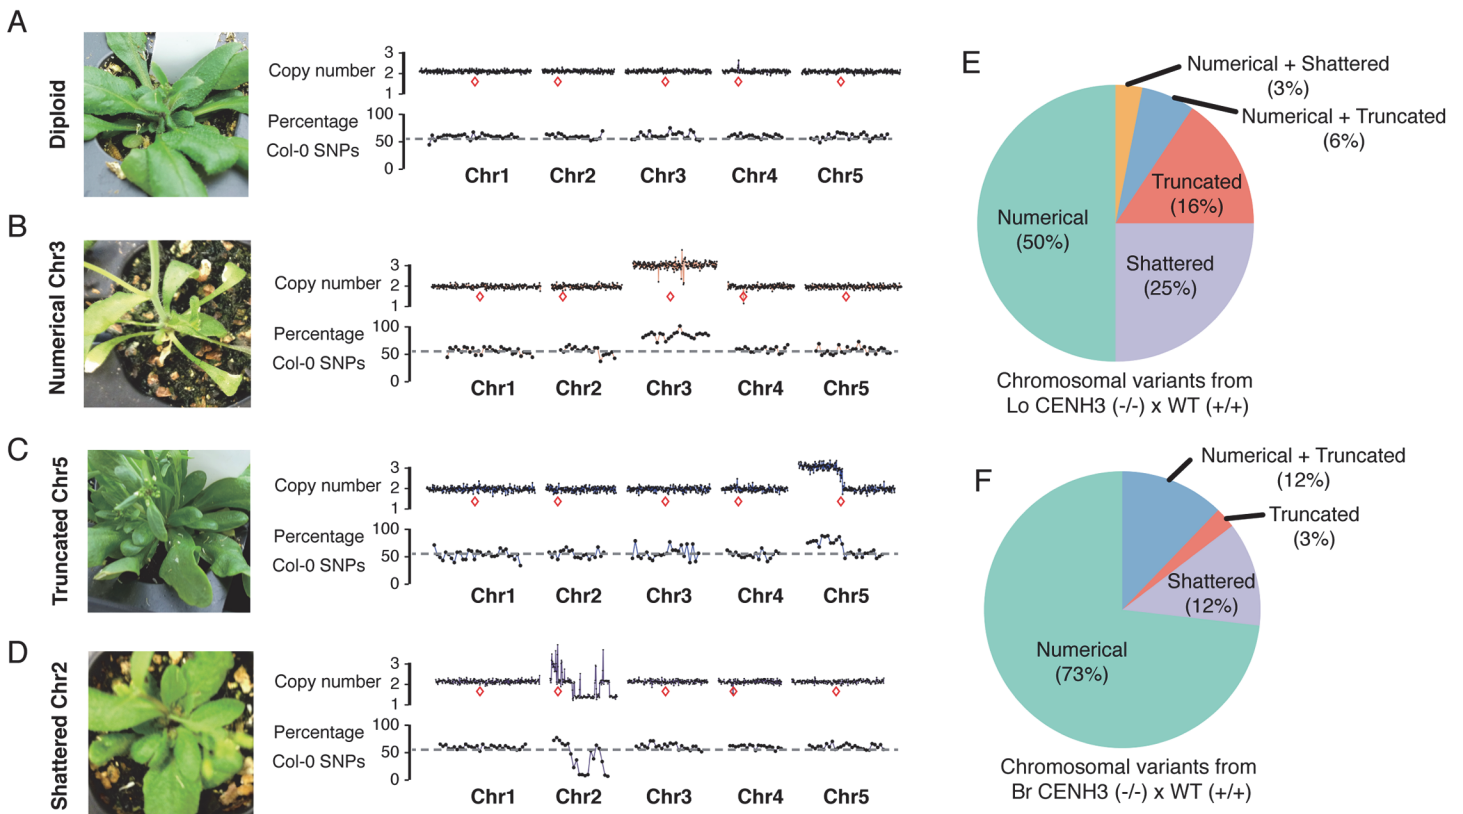 A
Diploid
Copy number
3
2
1
Percentage
Col-0 SNPs
100
50
0
Chr1 Chr2 Chr3 Chr4 Chr5
B
Numerical Chr3
Copy number
3
2
1
Percentage
Col-0 SNPs
100
50
0
Chr1 Chr2 Chr3 Chr4 Chr5
C
Truncated Chr5
Copy number
3
2
1
Percentage
Col-0 SNPs
100
50
0
Chr1 Chr2 Chr3 Chr4 Chr5
D
Shattered Chr2
Copy number
3
2
1
Percentage
Col-0 SNPs
100
50
0
Chr1 Chr2 Chr3 Chr4 Chr5
E
Numerical + Shattered
(3%)
Numerical + Truncated
(6%)
Truncated
(16%)
Numerical
(50%)
Shattered
(25%)
Chromosomal variants from
Lo CENH3 (-/-) x WT (+/+)
F
Numerical + Truncated
(12%)
Truncated
(3%)
Shattered
(12%)
Numerical
(73%)
Chromosomal variants from
Br CENH3 (-/-) x WT (+/+)